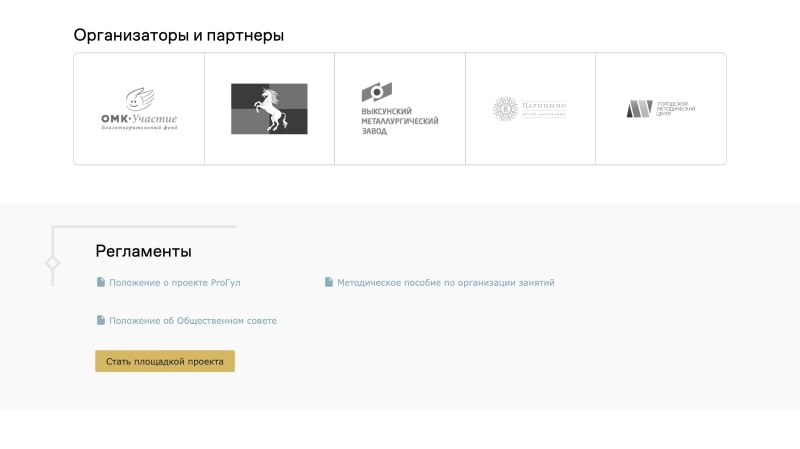 Организаторы и партнеры
ОМК•Участие
Благотворительный фонд
ВЫКСУНСКИЙ
МЕТАЛЛУРГИЧЕСКИЙ
ЗАВОД
ЦАРИЦЫНО
ГОРОДСКОЙ
МЕТОДИЧЕСКИЙ
ЦЕНТР
Регламенты
Положение о проекте ProГул
Методическое пособие по организации занятий
Положение об Общественном совете
Стать площадкой проекта